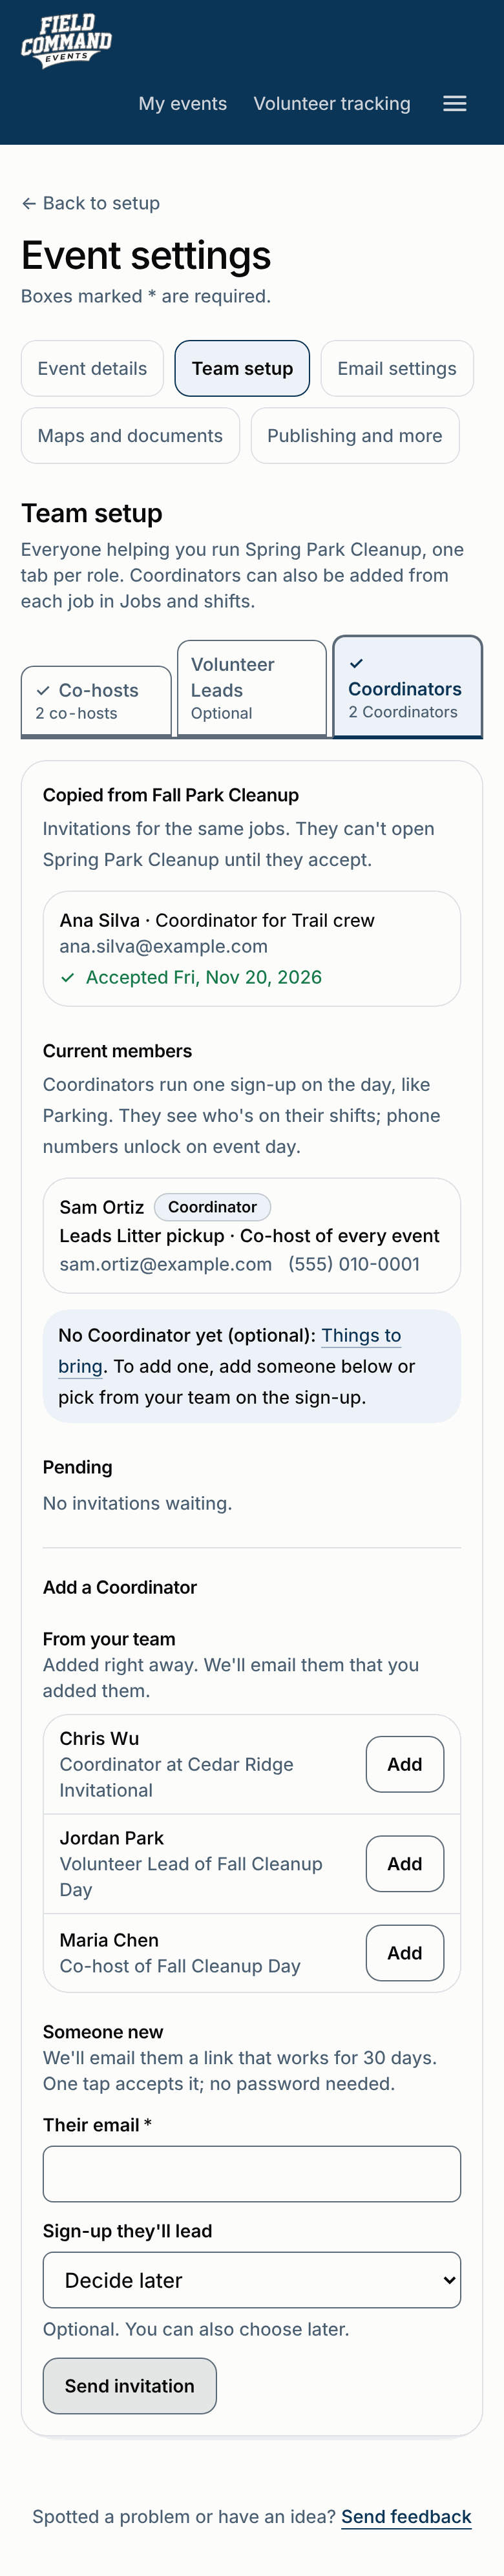 FIELD
COMMAND
EVENTS
My events Volunteer tracking
← Back to setup
Event settings
Boxes marked * are required.
Event details Team setup Email settings
Maps and documents Publishing and more
Team setup
Everyone helping you run Spring Park Cleanup, one
tab per role. Coordinators can also be added from
each job in Jobs and shifts.
✓ Co-hosts
2 co-hosts
Volunteer
Leads
Optional
✓
Coordinators
2 Coordinators
Copied from Fall Park Cleanup
Invitations for the same jobs. They can't open
Spring Park Cleanup until they accept.
Ana Silva · Coordinator for Trail crew
ana.silva@example.com
✓ Accepted Fri, Nov 20, 2026
Current members
Coordinators run one sign-up on the day, like
Parking. They see who's on their shifts; phone
numbers unlock on event day.
Sam Ortiz Coordinator
Leads Litter pickup · Co-host of every event
sam.ortiz@example.com (555) 010-0001
No Coordinator yet (optional): Things to
bring. To add one, add someone below or
pick from your team on the sign-up.
Pending
No invitations waiting.
Add a Coordinator
From your team
Added right away. We'll email them that you
added them.
Chris Wu
Coordinator at Cedar Ridge
Invitational
Add
Jordan Park
Volunteer Lead of Fall Cleanup
Day
Add
Maria Chen
Co-host of Fall Cleanup Day
Add
Someone new
We'll email them a link that works for 30 days.
One tap accepts it; no password needed.
Their email *
Sign-up they'll lead
Decide later
Optional. You can also choose later.
Send invitation
Spotted a problem or have an idea? Send feedback